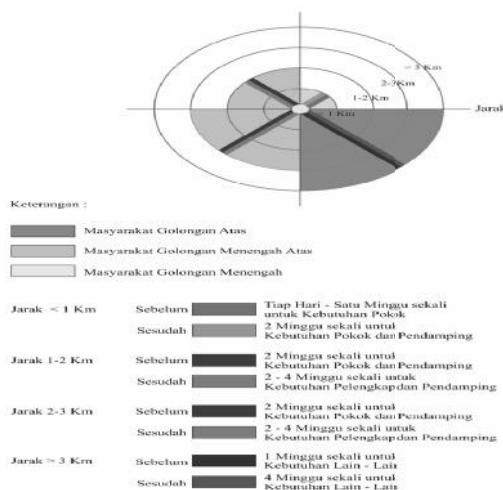 > 3 Km
2-3Km
1-2 Km
1 Km
Jarak
Keterangan :
Masyarakat Golongan Atas
Masyarakat Golongan Menengah Atas
Masyarakat Golongan Menengah
Jarak < 1 Km Sebelum Tiap Hari - Satu Minggu sekali
untuk Kebutuhan Pokok
Sesudah 2 Minggu sekali untuk
Kebutuhan Pokok dan Pendamping
Jarak 1-2 Km Sebelum 2 Minggu sekali untuk
Kebutuhan Pokok dan Pendamping
Sesudah 2 - 4 Minggu sekali untuk
Kebutuhan Pelengkap dan Pendamping
Jarak 2-3 Km Sebelum 2 Minggu sekali untuk
Kebutuhan Pokok dan Pendamping
Sesudah 2 - 4 Minggu sekali untuk
Kebutuhan Pelengkap dan Pendamping
Jarak > 3 Km Sebelum 1 Minggu sekali untuk
Kebutuhan Lain - Lain
Sesudah 4 Minggu sekali untuk
Kebutuhan Lain - Lain